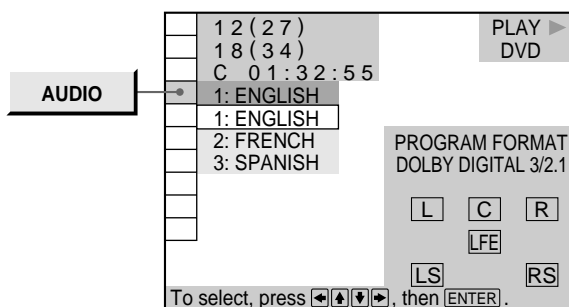 12(27)
18(34)
C 01:32:55
PLAY
DVD
AUDIO
1: ENGLISH
1: ENGLISH
2: FRENCH
3: SPANISH
PROGRAM FORMAT
DOLBY DIGITAL 3/2.1
L C R
LFE
LS RS
To select, press ←↑↓→, then ENTER.